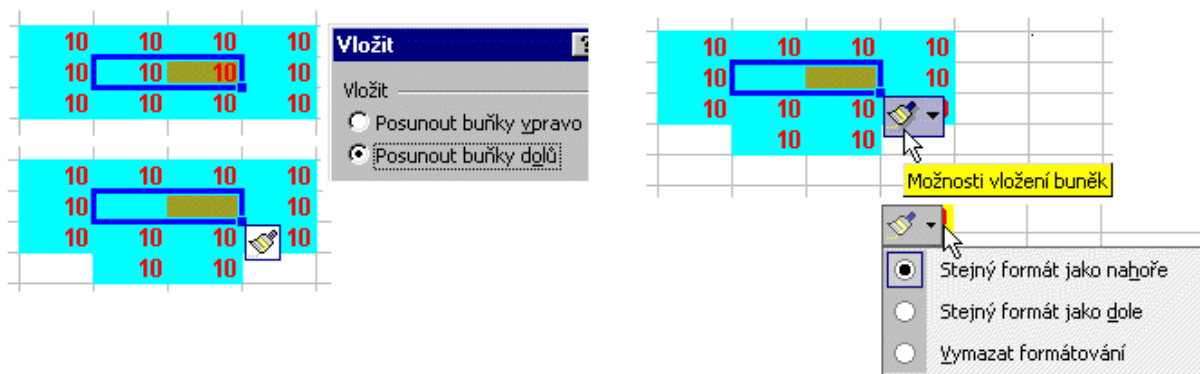 10 10 10 10
10 10 10 10
10 10 10 10
Vložit ?
Vložit
Posunout buňky vpravo
Posunout buňky dolů
10 10 10 10
10 10
10 10 10 10
10 10
10 10 10 10
10 10
10 10 10
10 10
Možnosti vložení buněk
Stejný formát jako nahoře
Stejný formát jako dole
Vymazat formátování